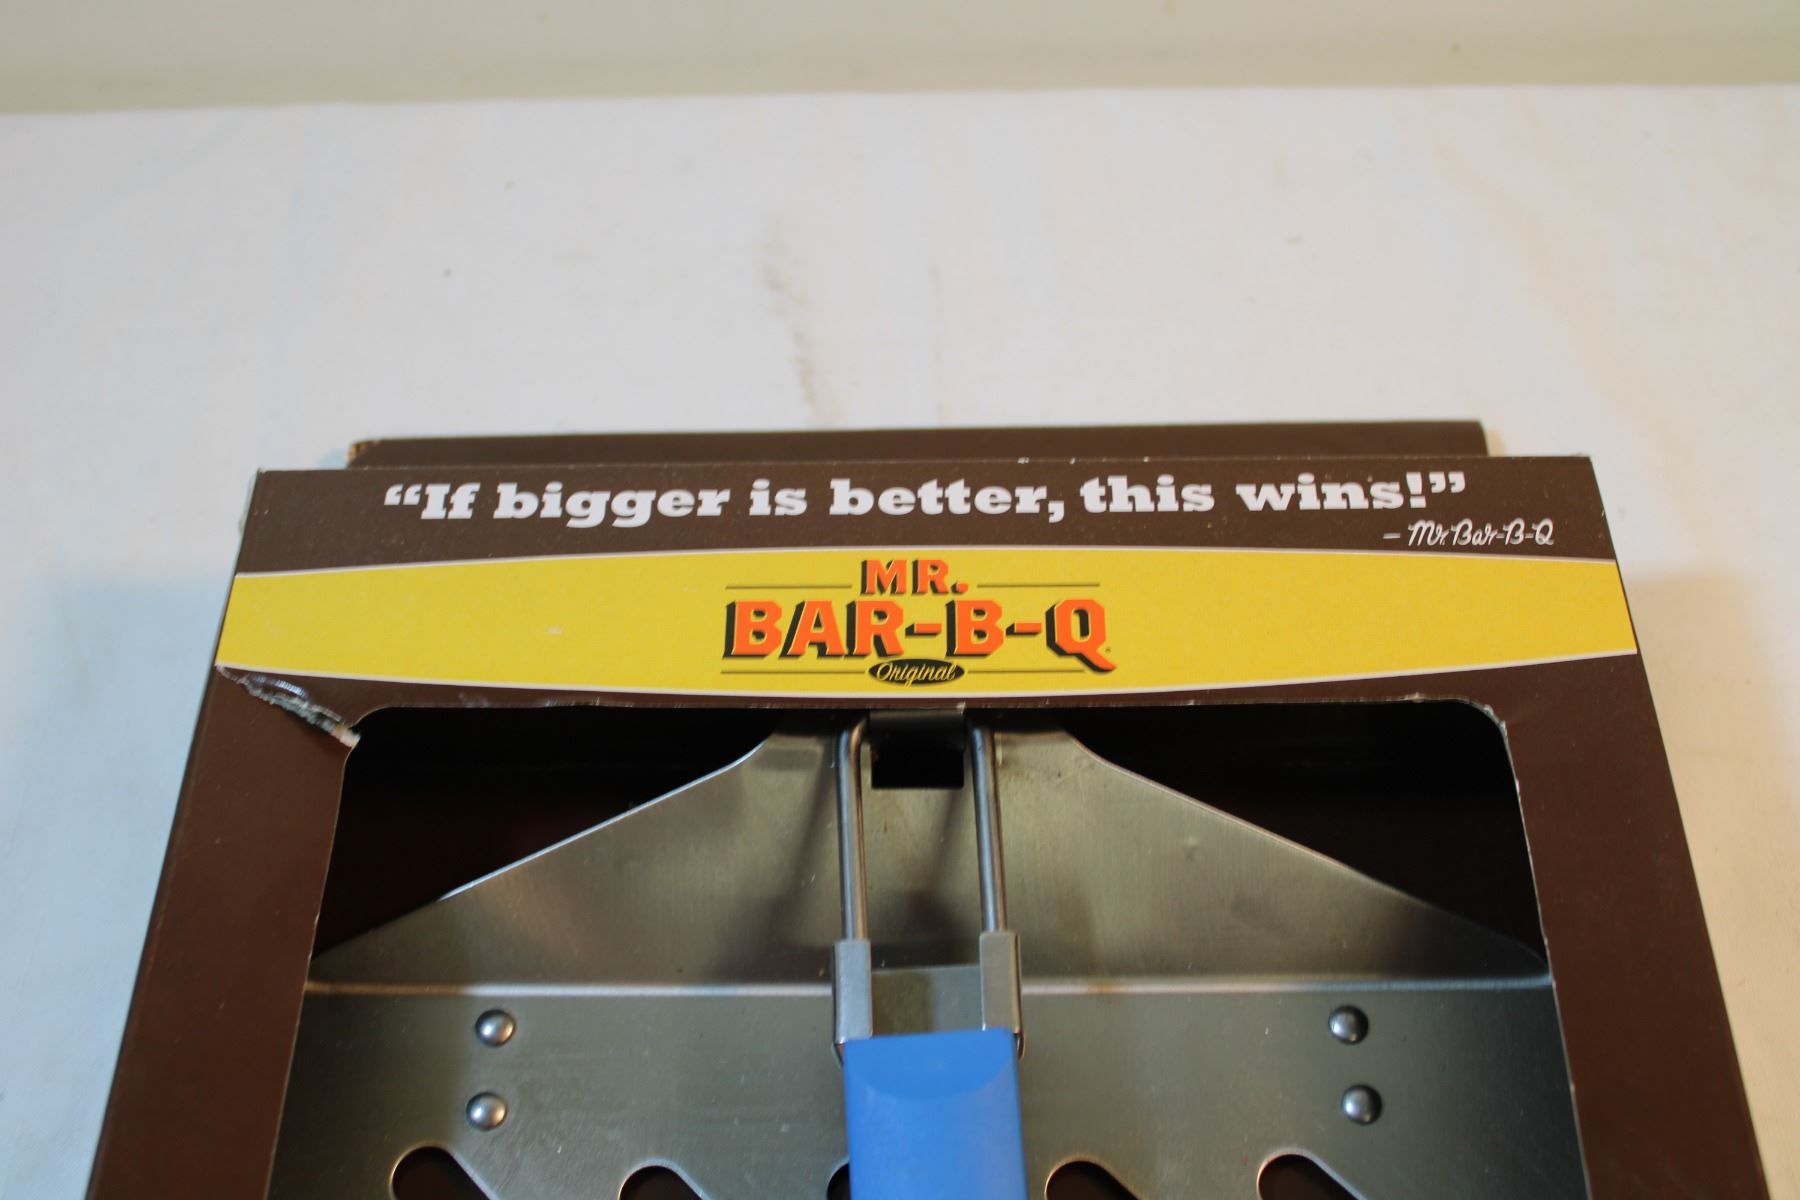 “If bigger is better, this wins!”
– Mr. Bar-B-Q
MR.
BAR-B-Q
Original